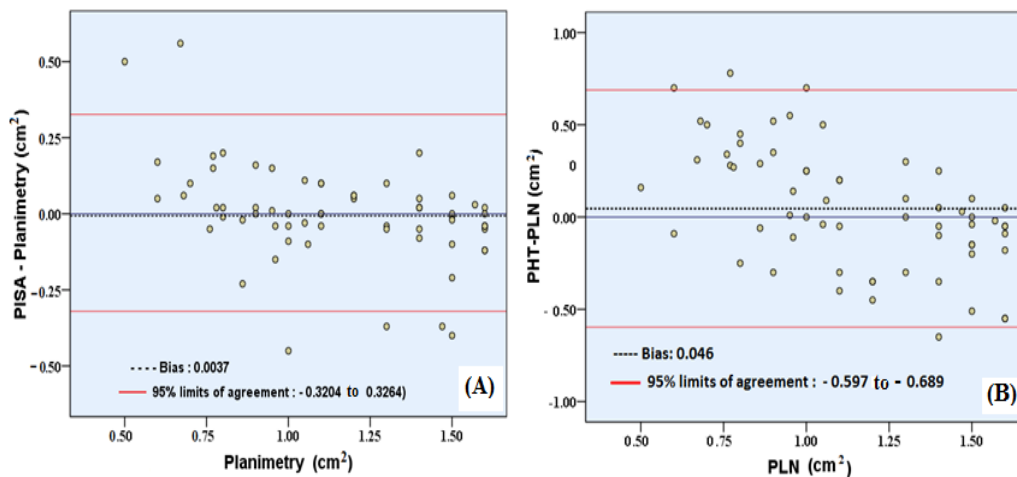 0.50
0.25
0.00
-0.25
-0.50
PISA - Planimetry (cm²)
Bias : 0.0037
95% limits of agreement : - 0.3204 to 0.3264)
(A)
0.50
0.75
1.00
1.25
1.50
Planimetry (cm²)
1.00
0.50
0
0.00
- 0.50
-1.00
PHT-PLN (cm²)
Bias: 0.046
95% limits of agreement : - 0.597 to - 0.689
(B)
0.50
0.75
1.00
1.25
1.50
PLN (cm²)